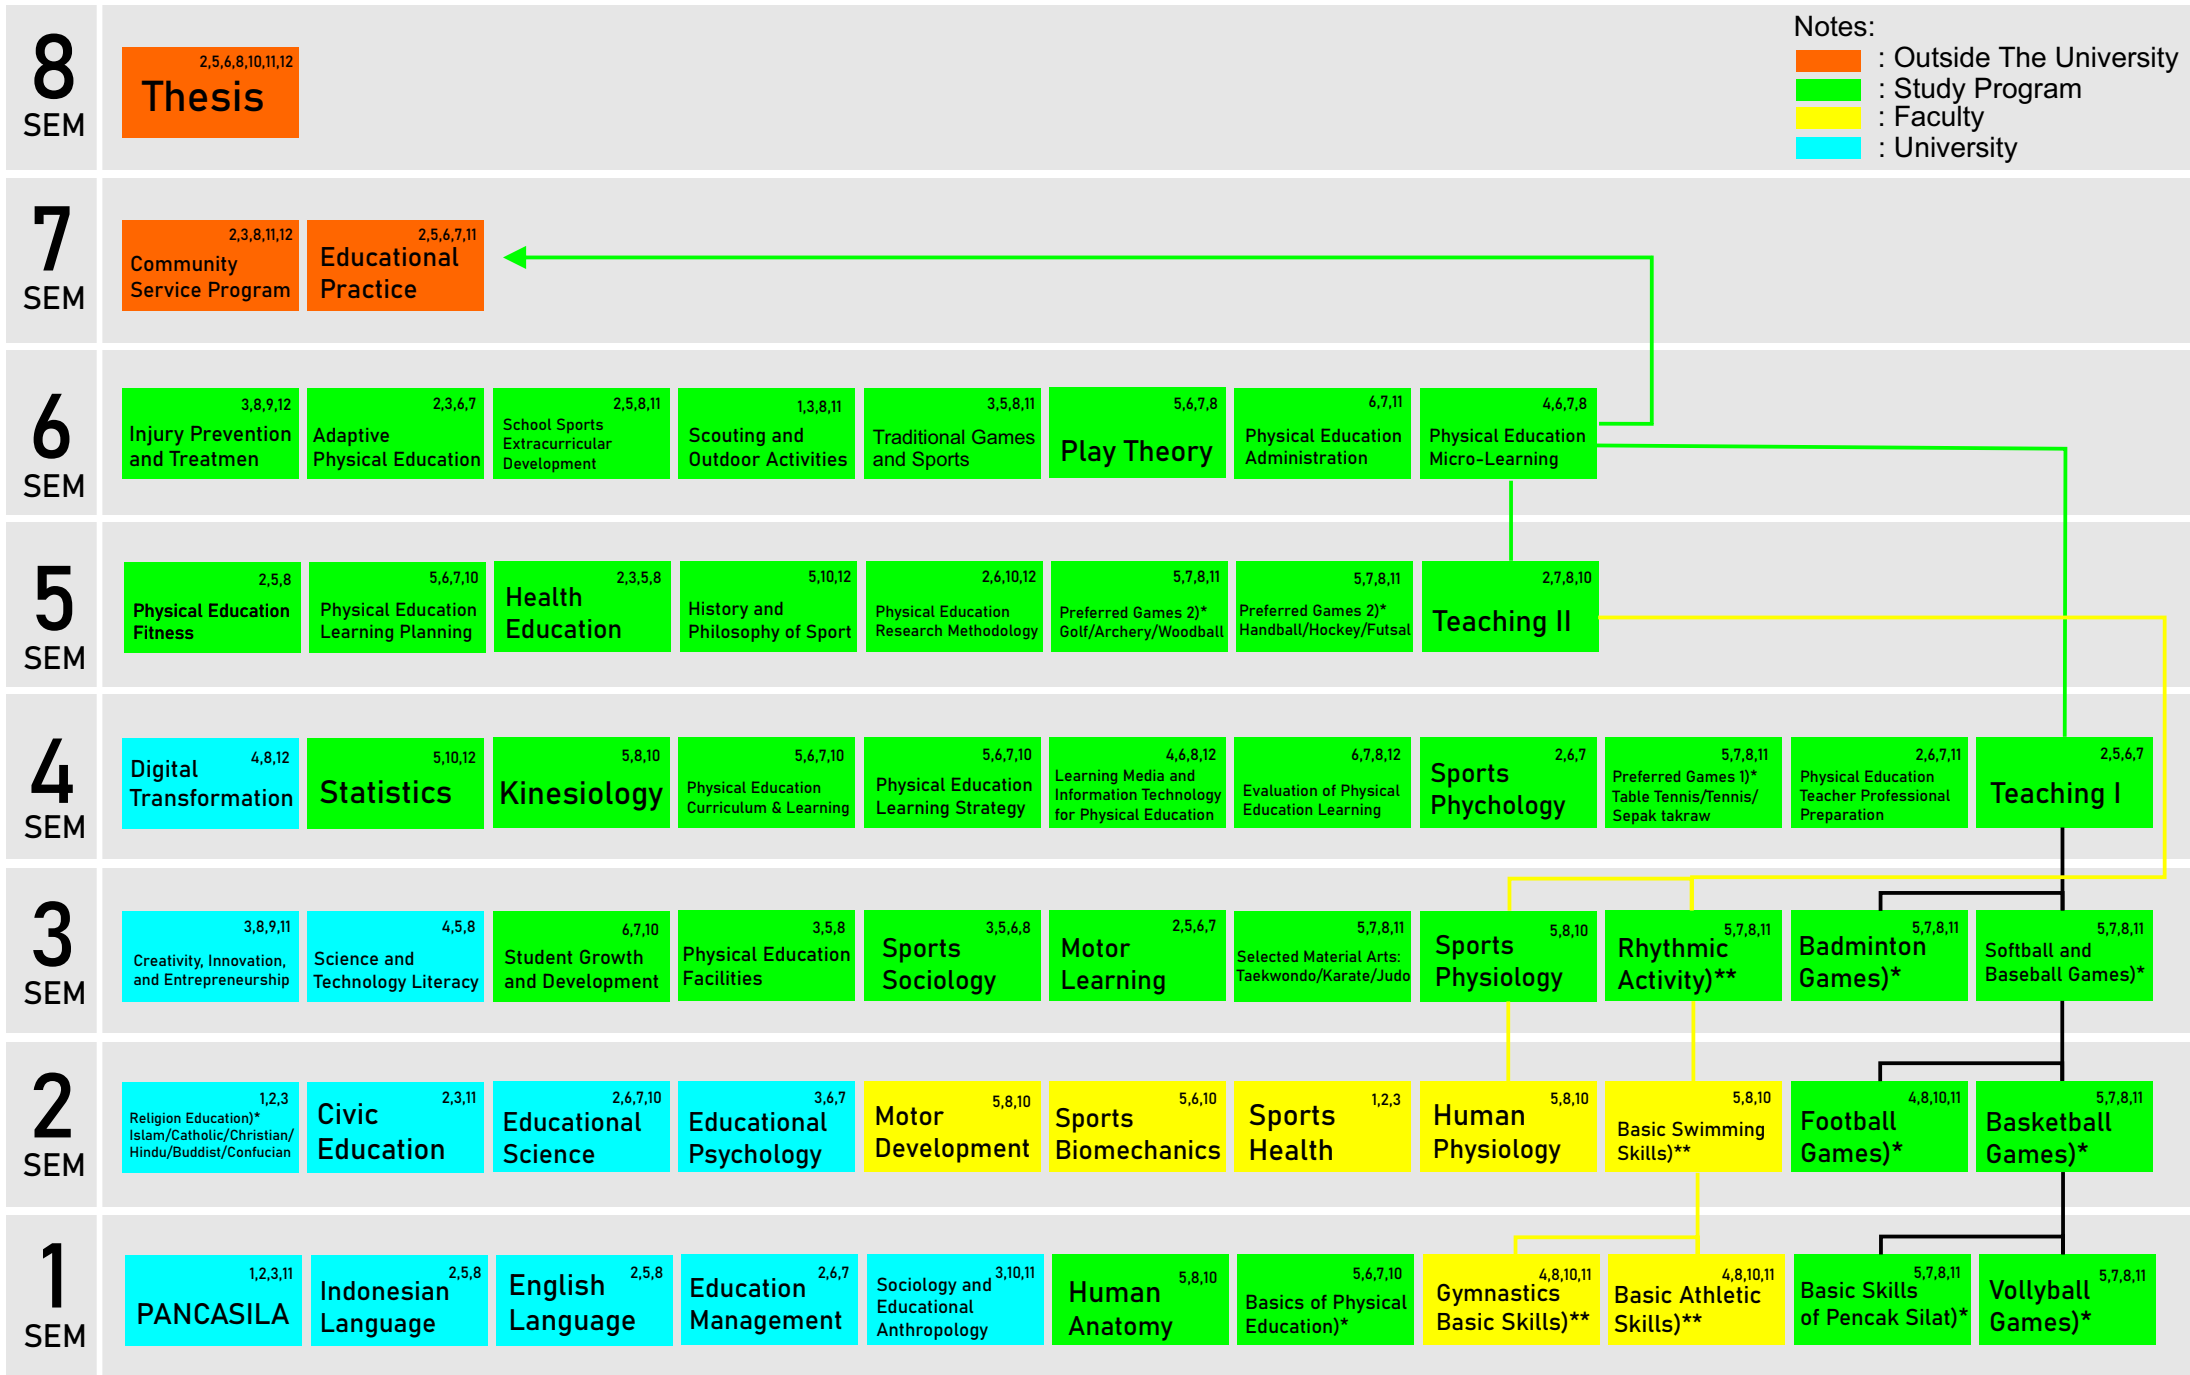 Notes:
: Outside The University
: Study Program
: Faculty
: University
8
SEM
2,5,6,8,10,11,12
Thesis
7
SEM
2,3,8,11,12
Community
Service Program
2,5,6,7,11
Educational
Practice
6
SEM
3,8,9,12
Injury Prevention
and Treatmen
2,3,6,7
Adaptive
Physical Education
2,5,8,11
School Sports
Extracurricular
Development
1,3,8,11
Scouting and
Outdoor Activities
3,5,8,11
Traditional Games
and Sports
5,6,7,8
Play Theory
6,7,11
Physical Education
Administration
4,6,7,8
Physical Education
Micro-Learning
5
SEM
2,5,8
Physical Education
Fitness
5,6,7,10
Physical Education
Learning Planning
2,3,5,8
Health
Education
5,10,12
History and
Philosophy of Sport
2,6,10,12
Physical Education
Research Methodology
5,7,8,11
Preferred Games 2)*
Golf/Archery/Woodball
5,7,8,11
Preferred Games 2)*
Handball/Hockey/Futsal
2,7,8,10
Teaching II
4
SEM
4,8,12
Digital
Transformation
5,10,12
Statistics
5,8,10
Kinesiology
5,6,7,10
Physical Education
Curriculum & Learning
5,6,7,10
Physical Education
Learning Strategy
4,6,8,12
Learning Media and
Information Technology
for Physical Education
6,7,8,12
Evaluation of Physical
Education Learning
2,6,7
Sports
Phychology
5,7,8,11
Preferred Games 1)*
Table Tennis/Tennis/
Sepak takraw
2,6,7,11
Physical Education
Teacher Professional
Preparation
2,5,6,7
Teaching I
3
SEM
3,8,9,11
Creativity, Innovation,
and Entrepreneurship
4,5,8
Science and
Technology Literacy
6,7,10
Student Growth
and Development
3,5,8
Physical Education
Facilities
3,5,6,8
Sports
Sociology
2,5,6,7
Motor
Learning
5,7,8,11
Selected Material Arts:
Taekwondo/Karate/Judo
5,8,10
Sports
Physiology
5,7,8,11
Rhythmic
Activity)**
5,7,8,11
Badminton
Games)*
5,7,8,11
Softball and
Baseball Games)*
2
SEM
1,2,3
Religion Education)*
Islam/Catholic/Christian/
Hindu/Buddist/Confucian
2,3,11
Civic
Education
2,6,7,10
Educational
Science
3,6,7
Educational
Psychology
5,8,10
Motor
Development
5,6,10
Sports
Biomechanics
1,2,3
Sports
Health
5,8,10
Human
Physiology
5,8,10
Basic Swimming
Skills)**
4,8,10,11
Football
Games)*
5,7,8,11
Basketball
Games)*
1
SEM
1,2,3,11
PANCASILA
2,5,8
Indonesian
Language
2,5,8
English
Language
2,6,7
Education
Management
3,10,11
Sociology and
Educational
Anthropology
5,8,10
Human
Anatomy
5,6,7,10
Basics of Physical
Education)*
4,8,10,11
Gymnastics
Basic Skills)**
4,8,10,11
Basic Athletic
Skills)**
5,7,8,11
Basic Skills
of Pencak Silat)*
5,7,8,11
Vollyball
Games)*